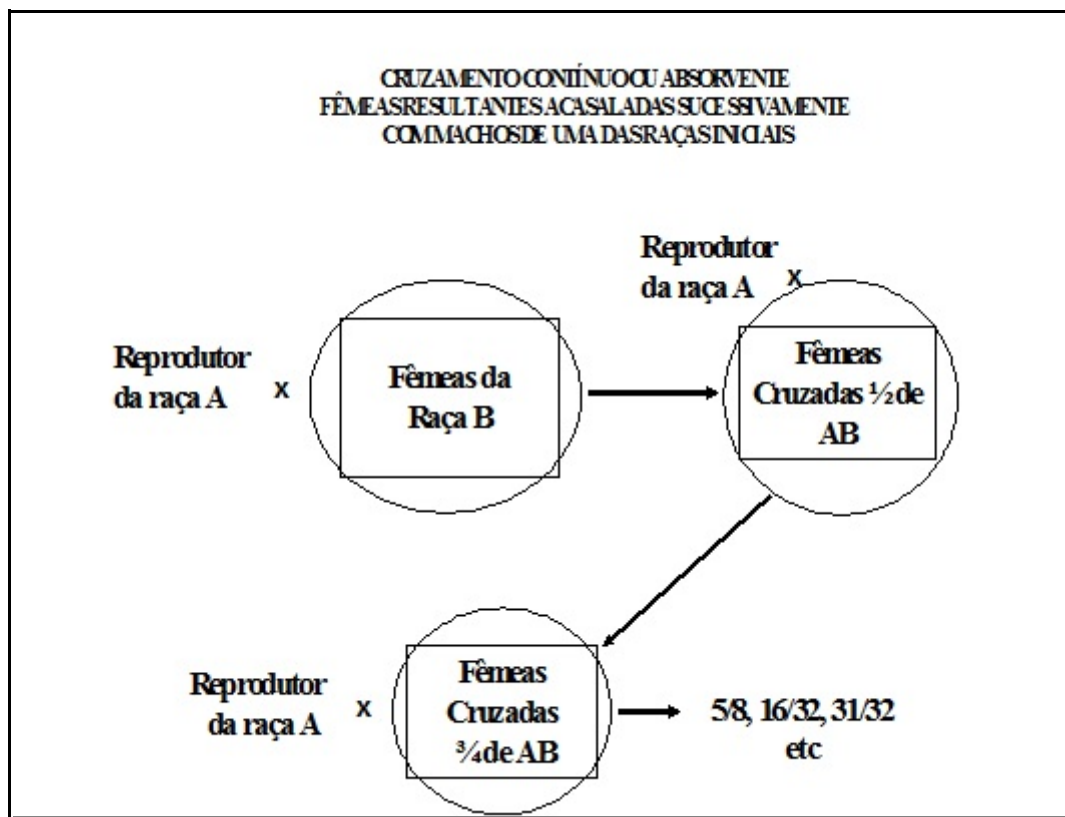 CRUZAMENTO CONTÍNUO OU ABSORVENTE
FÊMEAS RESULTANTES ACASALADAS SUCESSIVAMENTE
COM MACHOS DE UMA DAS RAÇAS INICIAIS
Reprodutor
da raça A
x
Fêmeas da
Raça B
Reprodutor
da raça A
x
Fêmeas
Cruzadas ½ de
AB
Reprodutor
da raça A
x
Fêmeas
Cruzadas
¾ de AB
5/8, 16/32, 31/32
etc